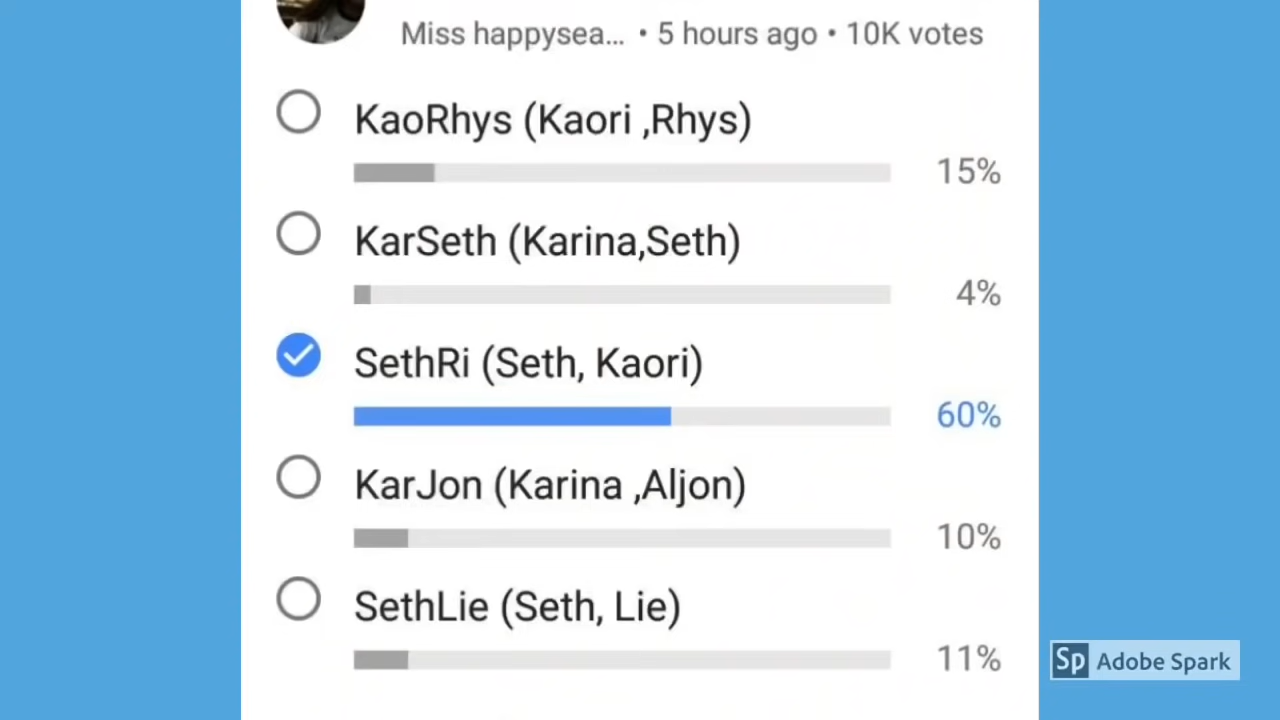 Miss happysea... • 5 hours ago • 10K votes
KaoRhys (Kaori ,Rhys)
15%
KarSeth (Karina,Seth)
4%
SethRi (Seth, Kaori)
60%
KarJon (Karina ,Aljon)
10%
SethLie (Seth, Lie)
11%
Sp Adobe Spark